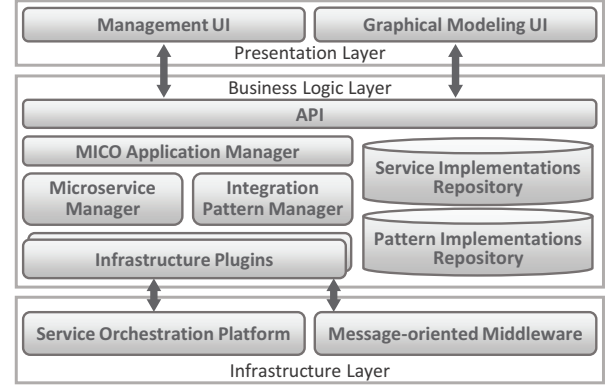 Management UI
Graphical Modeling UI
Presentation Layer
Business Logic Layer
API
MICO Application Manager
Microservice
Manager
Integration
Pattern Manager
Service Implementations
Repository
Pattern Implementations
Repository
Infrastructure Plugins
Service Orchestration Platform
Message-oriented Middleware
Infrastructure Layer